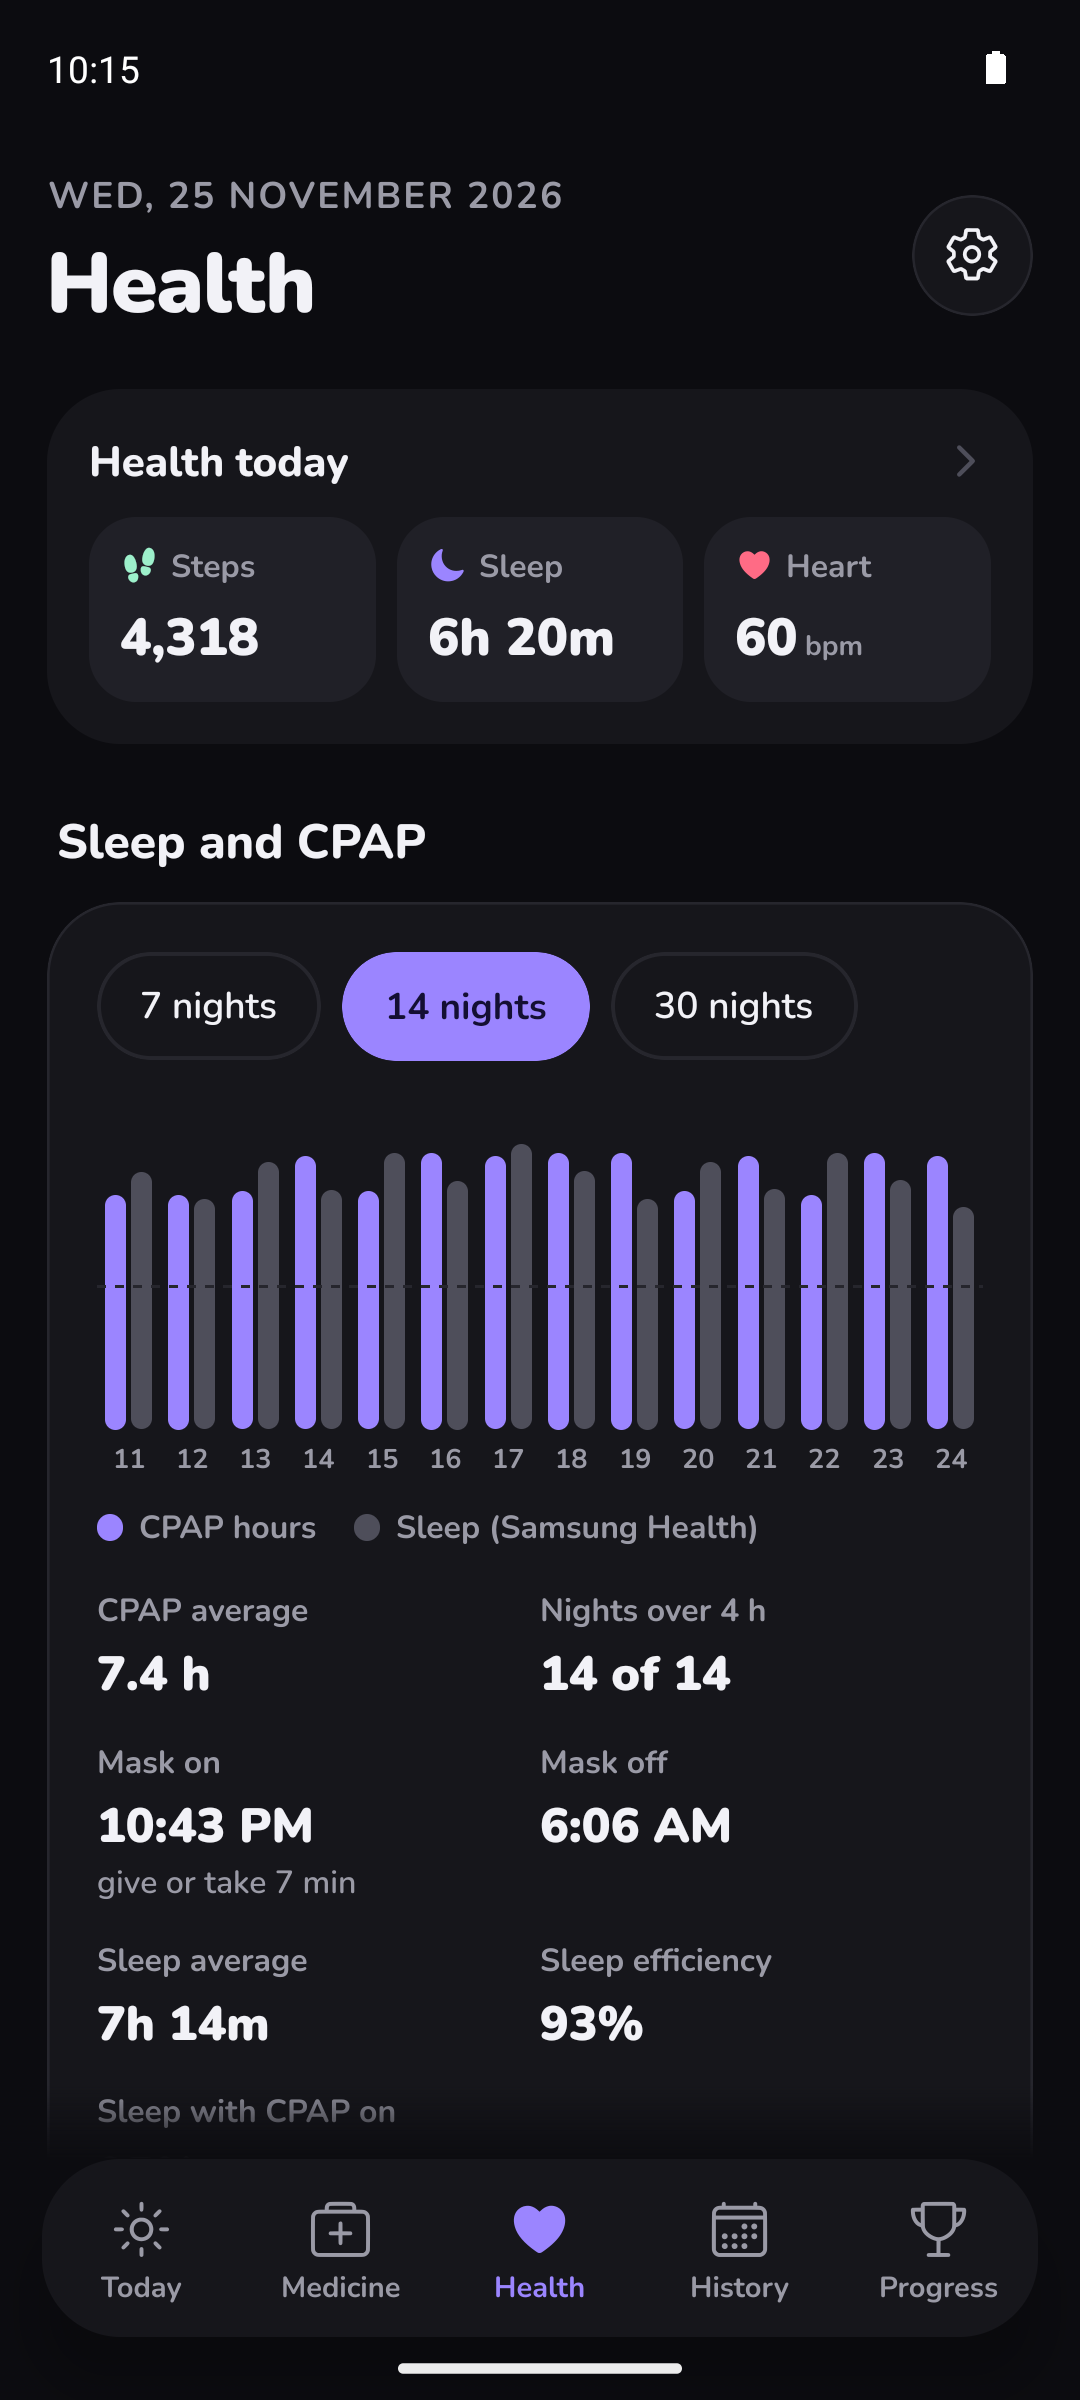 10:15
WED, 25 NOVEMBER 2026
Health
Health today
Steps
4,318
Sleep
6h 20m
Heart
60 bpm
Sleep and CPAP
7 nights
14 nights
30 nights
11 12 13 14 15 16 17 18 19 20 21 22 23 24
CPAP hours
Sleep (Samsung Health)
CPAP average
7.4 h
Nights over 4 h
14 of 14
Mask on
10:43 PM
give or take 7 min
Mask off
6:06 AM
Sleep average
7h 14m
Sleep efficiency
93%
Sleep with CPAP on
Today
Medicine
Health
History
Progress